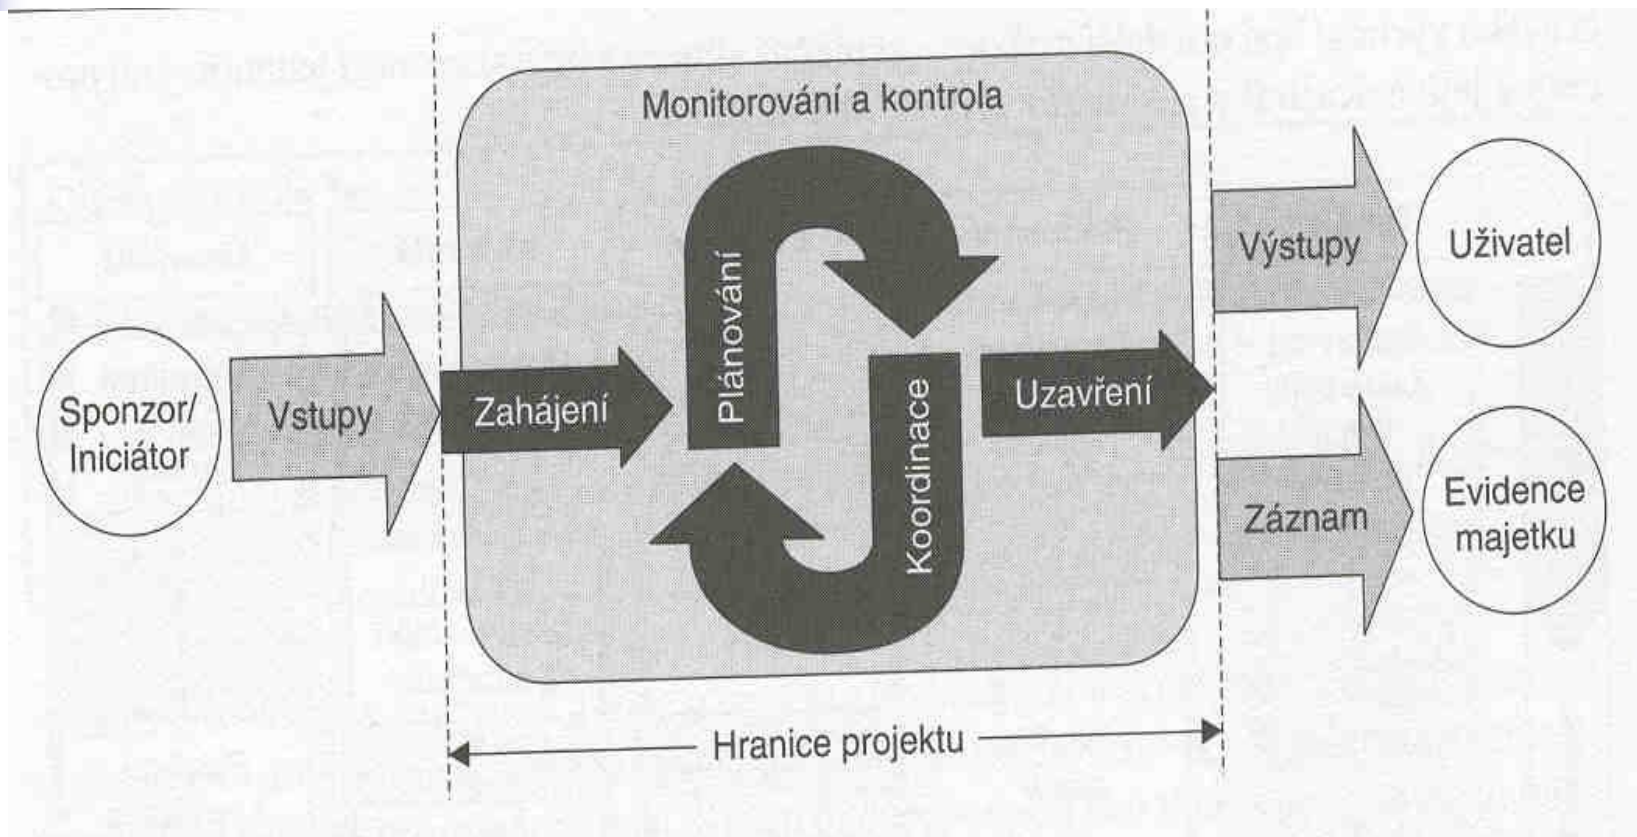 Monitorování a kontrola
Sponzor/
Iniciátor
Vstupy
Zahájení
Plánování
Koordinace
Uzavření
Výstupy
Uživatel
Záznam
Evidence
majetku
Hranice projektu